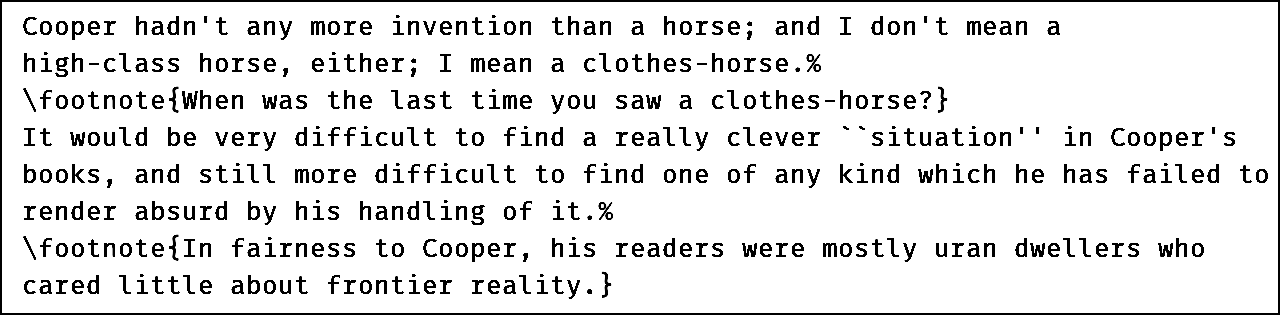 Cooper hadn't any more invention than a horse; and I don't mean a
high-class horse, either; I mean a clothes-horse.%
\footnote{When was the last time you saw a clothes-horse?}
It would be very difficult to find a really clever ``situation'' in Cooper's
books, and still more difficult to find one of any kind which he has failed to
render absurd by his handling of it.%
\footnote{In fairness to Cooper, his readers were mostly uran dwellers who
cared little about frontier reality.}